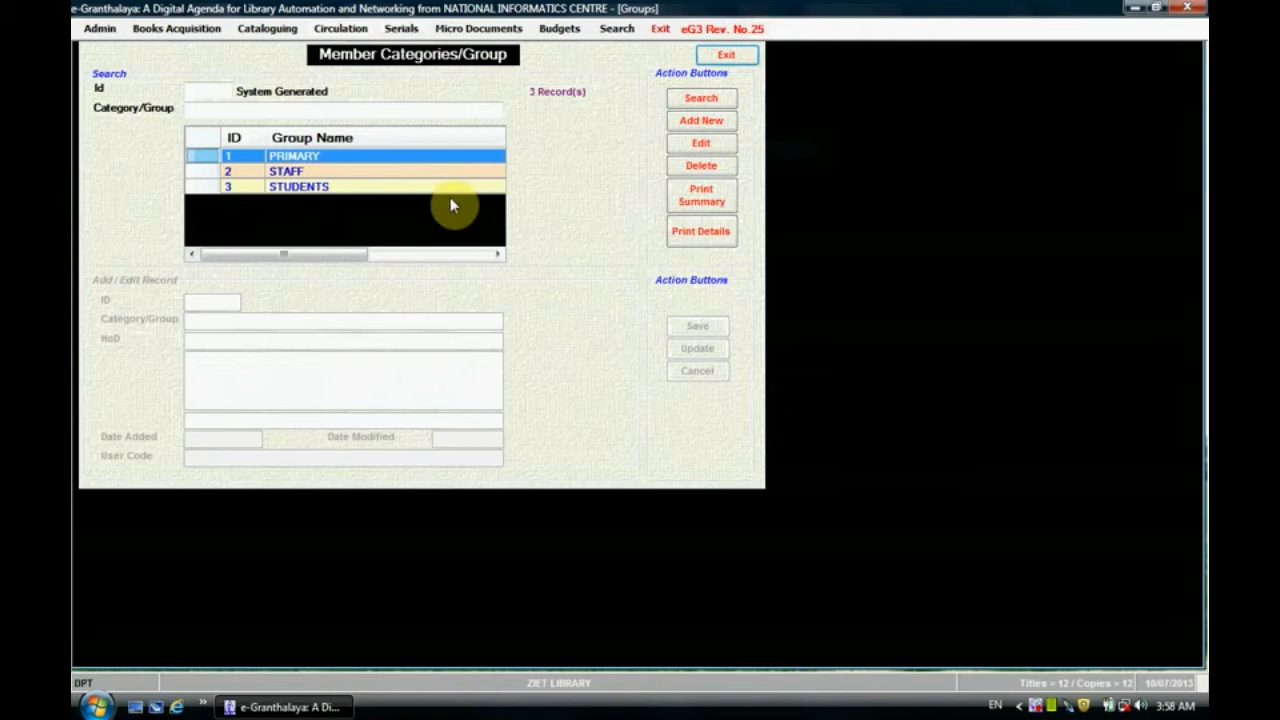 e-Granthalaya: A Digital Agenda for Library Automation and Networking from NATIONAL INFORMATICS CENTRE - [Groups]
Admin Books Acquisition Cataloguing Circulation Serials Micro Documents Budgets Search Exit eG3 Rev. No.25
Member Categories/Group Exit
Search Action Buttons
Id System Generated 3 Record(s) Search
Category/Group
Add New
ID Group Name Edit
1 PRIMARY
2 STAFF Delete
3 STUDENTS
Print
Summary
Print Details
Add / Edit Record Action Buttons
ID
Category/Group Save
HoD
Update
Cancel
Date Added Date Modified
User Code
DPT ZIET LIBRARY Titles = 12 / Copies = 12 10/07/2013
e-Granthalaya: A Di... EN 3:58 AM